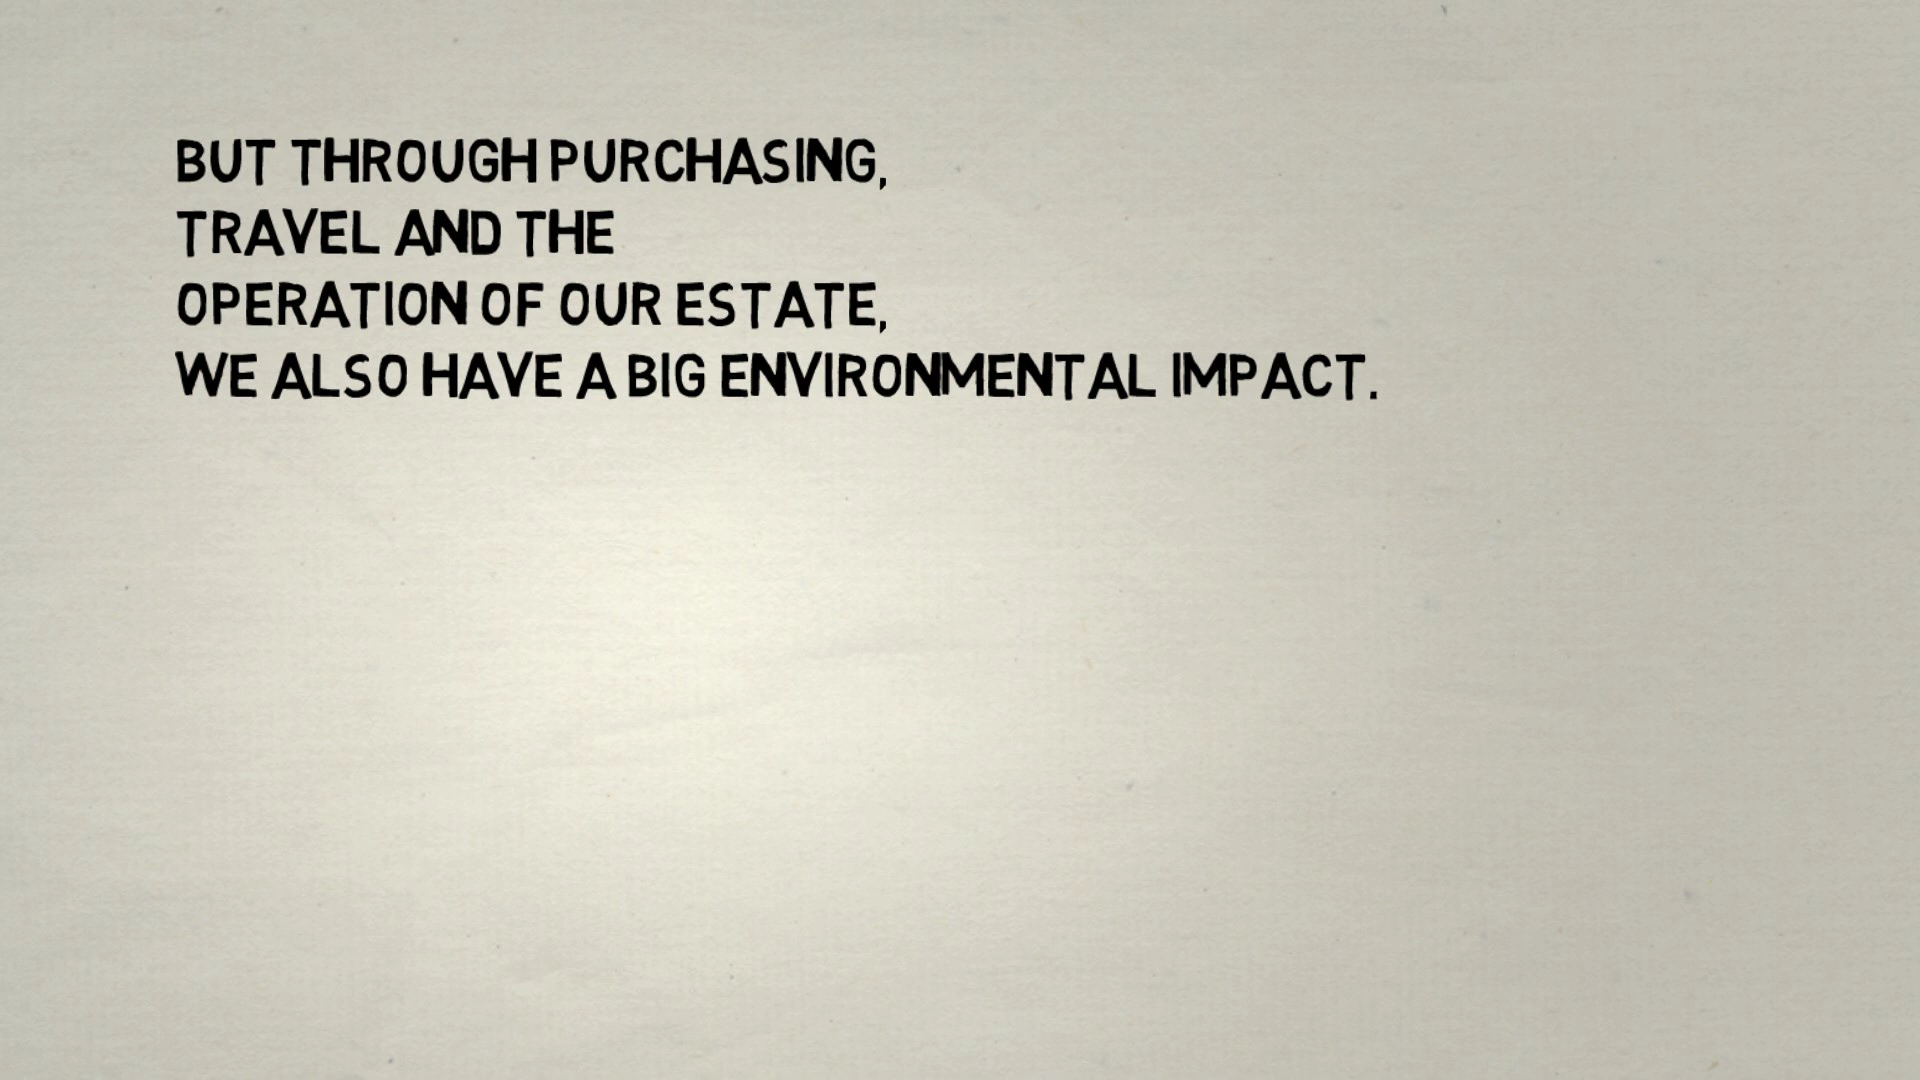 BUT THROUGH PURCHASING,
TRAVEL AND THE
OPERATION OF OUR ESTATE,
WE ALSO HAVE A BIG ENVIRONMENTAL IMPACT.